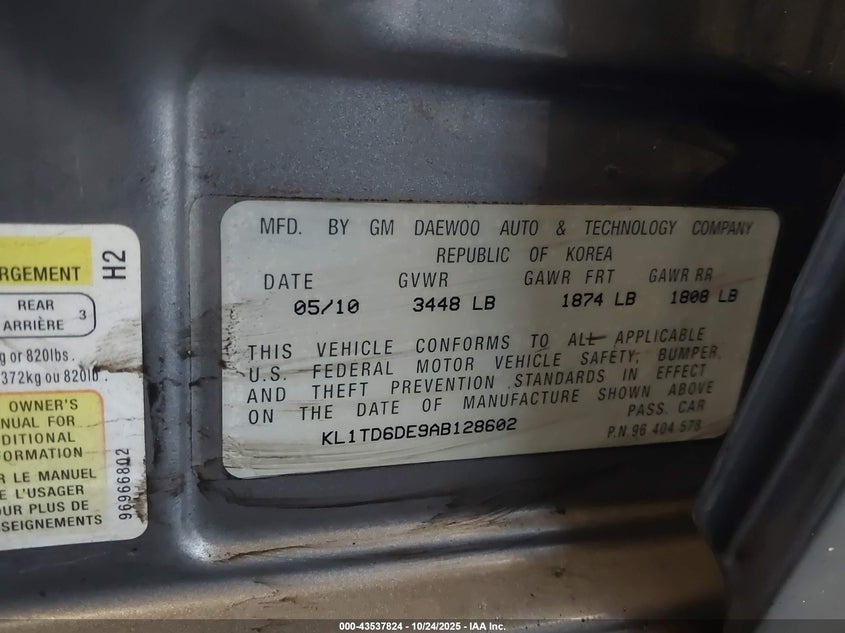 RGEMENT
H2
REAR
ARRIÈRE 3
g or 820lbs.
372kg ou 820lb.
OWNER'S
ANUAL FOR
DITIONAL
FORMATION
R LE MANUEL
E L'USAGER
OUR PLUS DE
SEIGNEMENTS
96966802
MFD. BY GM DAEWOO AUTO & TECHNOLOGY COMPANY
REPUBLIC OF KOREA
DATE GVWR GAWR FRT GAWR RR
05/10 3448 LB 1874 LB 1808 LB
THIS VEHICLE CONFORMS TO ALL APPLICABLE
U.S. FEDERAL MOTOR VEHICLE SAFETY, BUMPER,
AND THEFT PREVENTION STANDARDS IN EFFECT
ON THE DATE OF MANUFACTURE SHOWN ABOVE
PASS. CAR
KL1TD6DE9AB128602
P.N 96 404 578
000-43537824 - 10/24/2025 - IAA Inc.